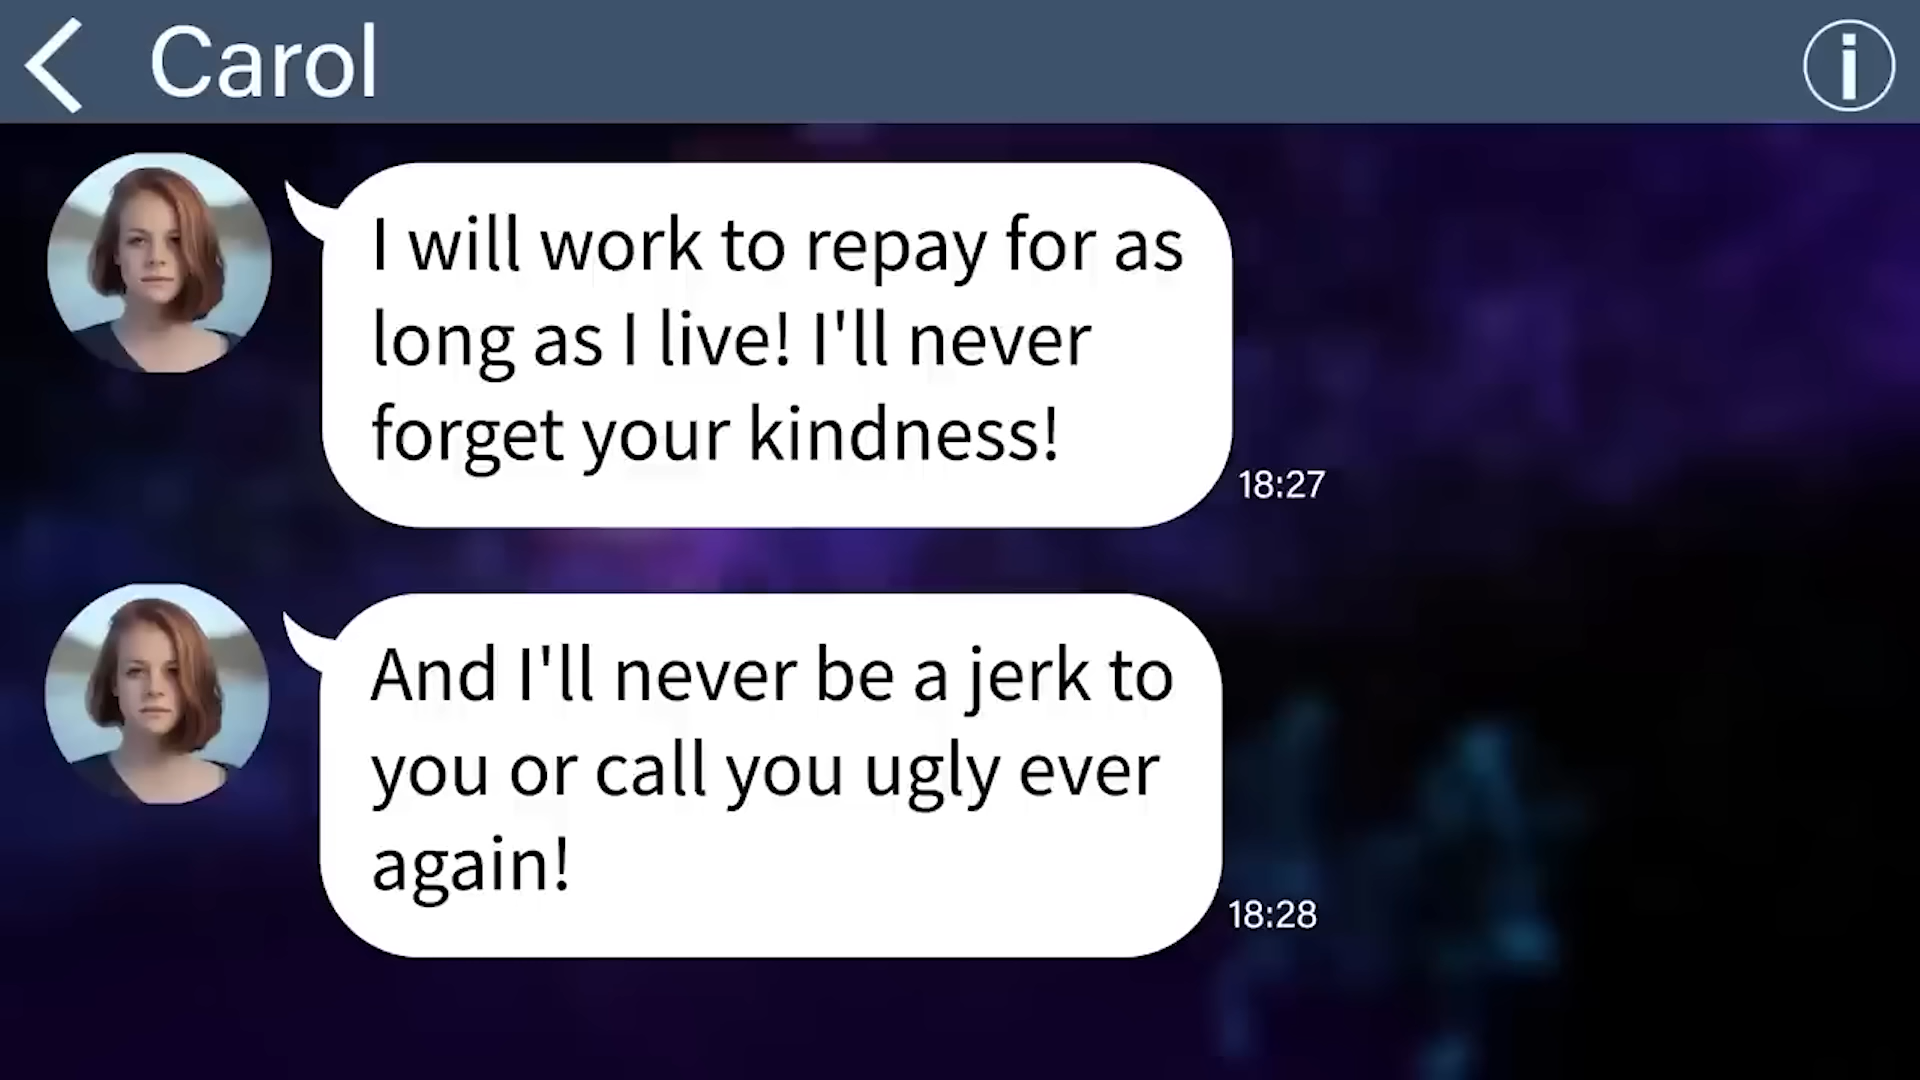 Carol
I will work to repay for as
long as I live! I'll never
forget your kindness!
18:27
And I'll never be a jerk to
you or call you ugly ever
again!
18:28